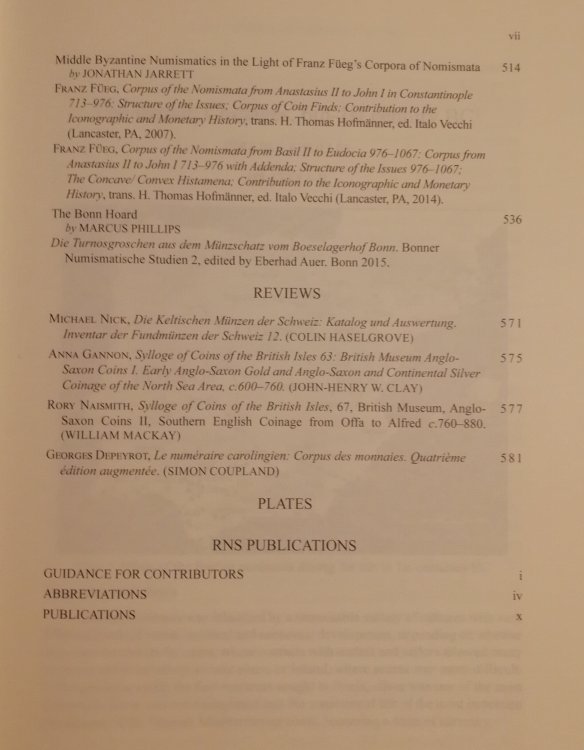 vii
Middle Byzantine Numismatics in the Light of Franz Füeg's Corpora of Nomismata 514
by JONATHAN JARRETT
FRANZ FÜEG, Corpus of the Nomismata from Anastasius II to John I in Constantinople
713–976: Structure of the Issues; Corpus of Coin Finds; Contribution to the
Iconographic and Monetary History, trans. H. Thomas Hofmänner, ed. Italo Vecchi
(Lancaster, PA, 2007).
FRANZ FÜEG, Corpus of the Nomismata from Basil II to Eudocia 976–1067: Corpus from
Anastasius II to John I 713–976 with Addenda; Structure of the Issues 976–1067;
The Concave/ Convex Histamena; Contribution to the Iconographic and Monetary
History, trans. H. Thomas Hofmänner, ed. Italo Vecchi (Lancaster, PA, 2014).
The Bonn Hoard 536
by MARCUS PHILLIPS
Die Turnosgroschen aus dem Münzschatz vom Boeselagerhof Bonn. Bonner
Numismatische Studien 2, edited by Eberhad Auer. Bonn 2015.
REVIEWS
MICHAEL NICK, Die Keltischen Münzen der Schweiz: Katalog und Auswertung. 571
Inventar der Fundmünzen der Schweiz 12. (COLIN HASELGROVE)
ANNA GANNON, Sylloge of Coins of the British Isles 63: British Museum Anglo- 575
Saxon Coins I. Early Anglo-Saxon Gold and Anglo-Saxon and Continental Silver
Coinage of the North Sea Area, c.600–760. (JOHN-HENRY W. CLAY)
RORY NAISMITH, Sylloge of Coins of the British Isles, 67, British Museum, Anglo- 577
Saxon Coins II, Southern English Coinage from Offa to Alfred c.760–880.
(WILLIAM MACKAY)
GEORGES DEPEYROT, Le numéraire carolingien: Corpus des monnaies. Quatrième 581
édition augmentée. (SIMON COUPLAND)
PLATES
RNS PUBLICATIONS
GUIDANCE FOR CONTRIBUTORS i
ABBREVIATIONS iv
PUBLICATIONS x